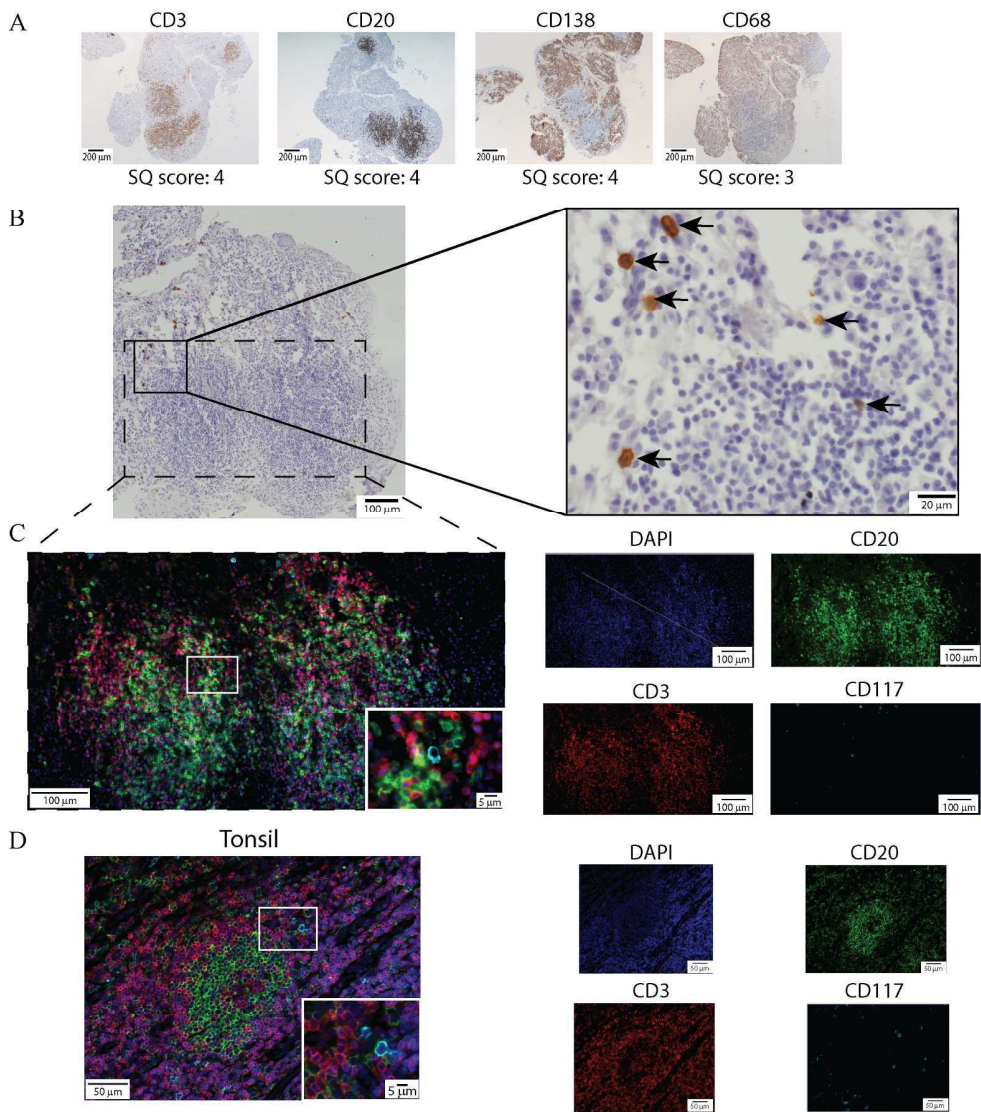 A
CD3 CD20 CD138 CD68
200 µm 200 µm 200 µm 200 µm
SQ score: 4 SQ score: 4 SQ score: 4 SQ score: 3
B
100 µm 20 µm
C
DAPI CD20
100 µm 100 µm
CD3 CD117
100 µm 5 µm 100 µm 100 µm
D
Tonsil DAPI CD20
50 µm 50 µm
CD3 CD117
50 µm 5 µm 50 µm 50 µm